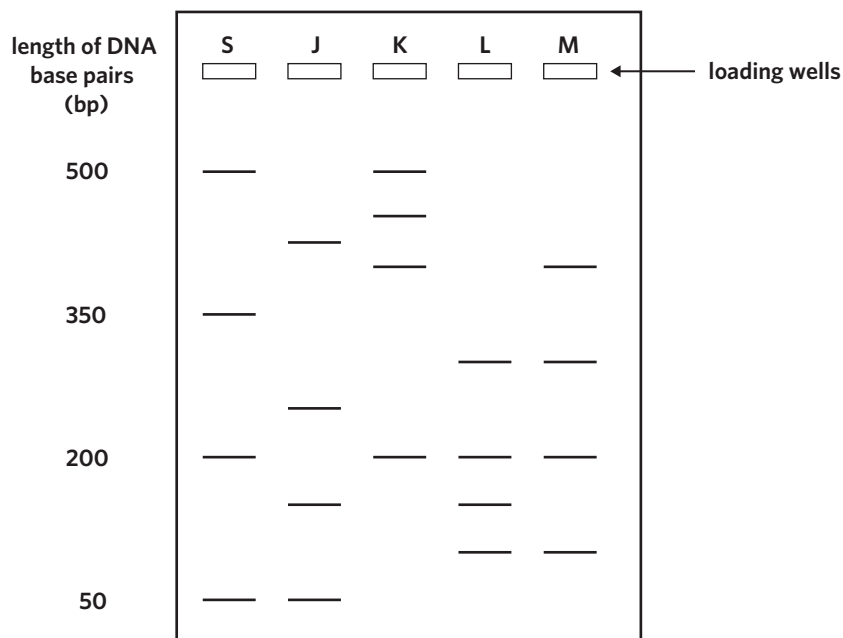 length of DNA
base pairs
(bp)
S J K L M
loading wells
500
350
200
50